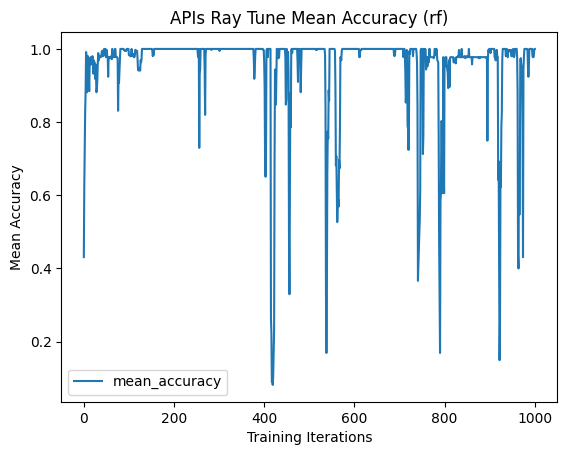 APIs Ray Tune Mean Accuracy (rf)
1.0
0.8
0.6
0.4
0.2
Mean Accuracy
mean_accuracy
0 200 400 600 800 1000
Training Iterations